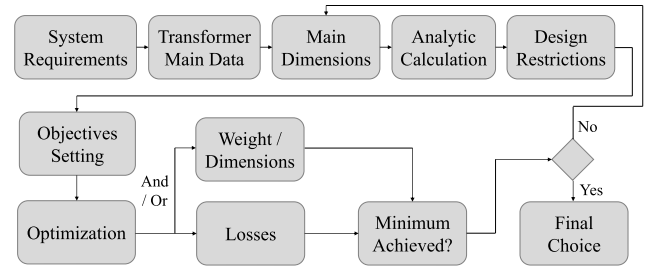 System
Requirements
Transformer
Main Data
Main
Dimensions
Analytic
Calculation
Design
Restrictions
Objectives
Setting
Weight /
Dimensions
No
And
/ Or
Yes
Optimization
Losses
Minimum
Achieved?
Final
Choice